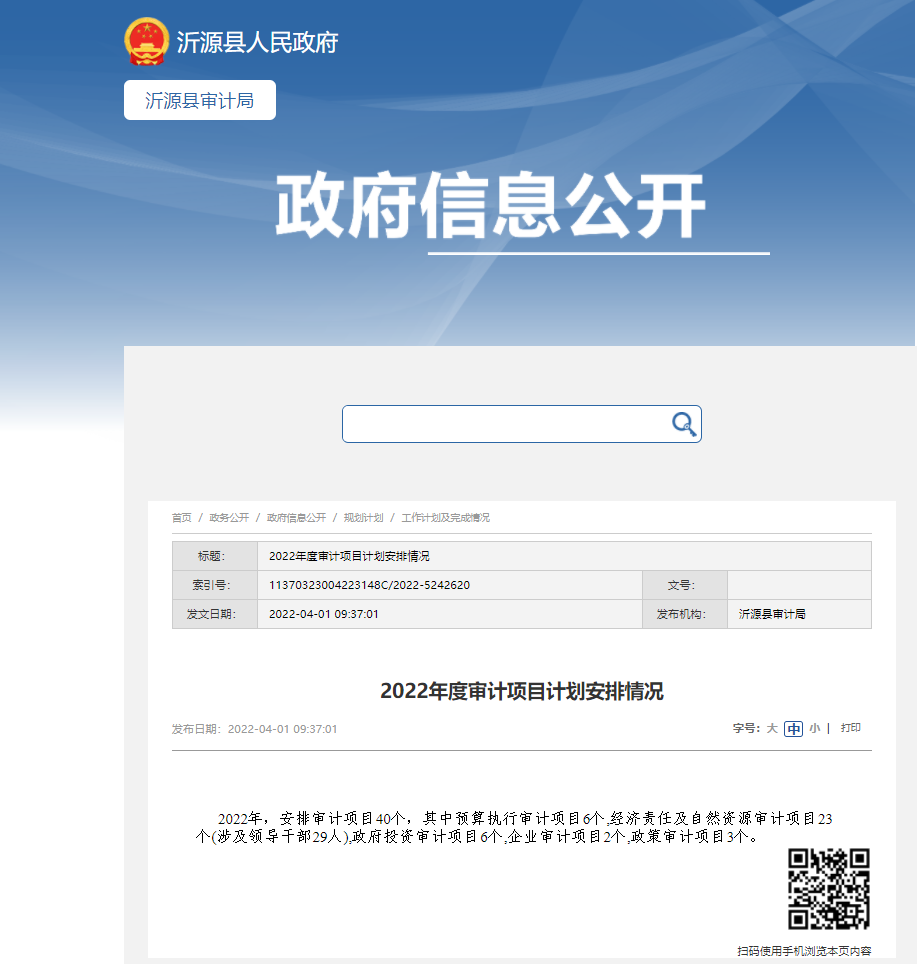 沂源县人民政府
沂源县审计局
政府信息公开
首页 / 政务公开 / 政府信息公开 / 规划计划 / 工作计划及完成情况
标题: 2022年度审计项目计划安排情况
索引号: 11370323004223148C/2022-5242620 文号:
发文日期: 2022-04-01 09:37:01 发布机构: 沂源县审计局
2022年度审计项目计划安排情况
发布日期: 2022-04-01 09:37:01 字号: 大 中 小 | 打印
2022年，安排审计项目40个，其中预算执行审计项目6个,经济责任及自然资源审计项目23
个(涉及领导干部29人),政府投资审计项目6个,企业审计项目2个,政策审计项目3个。
扫码使用手机浏览本页内容